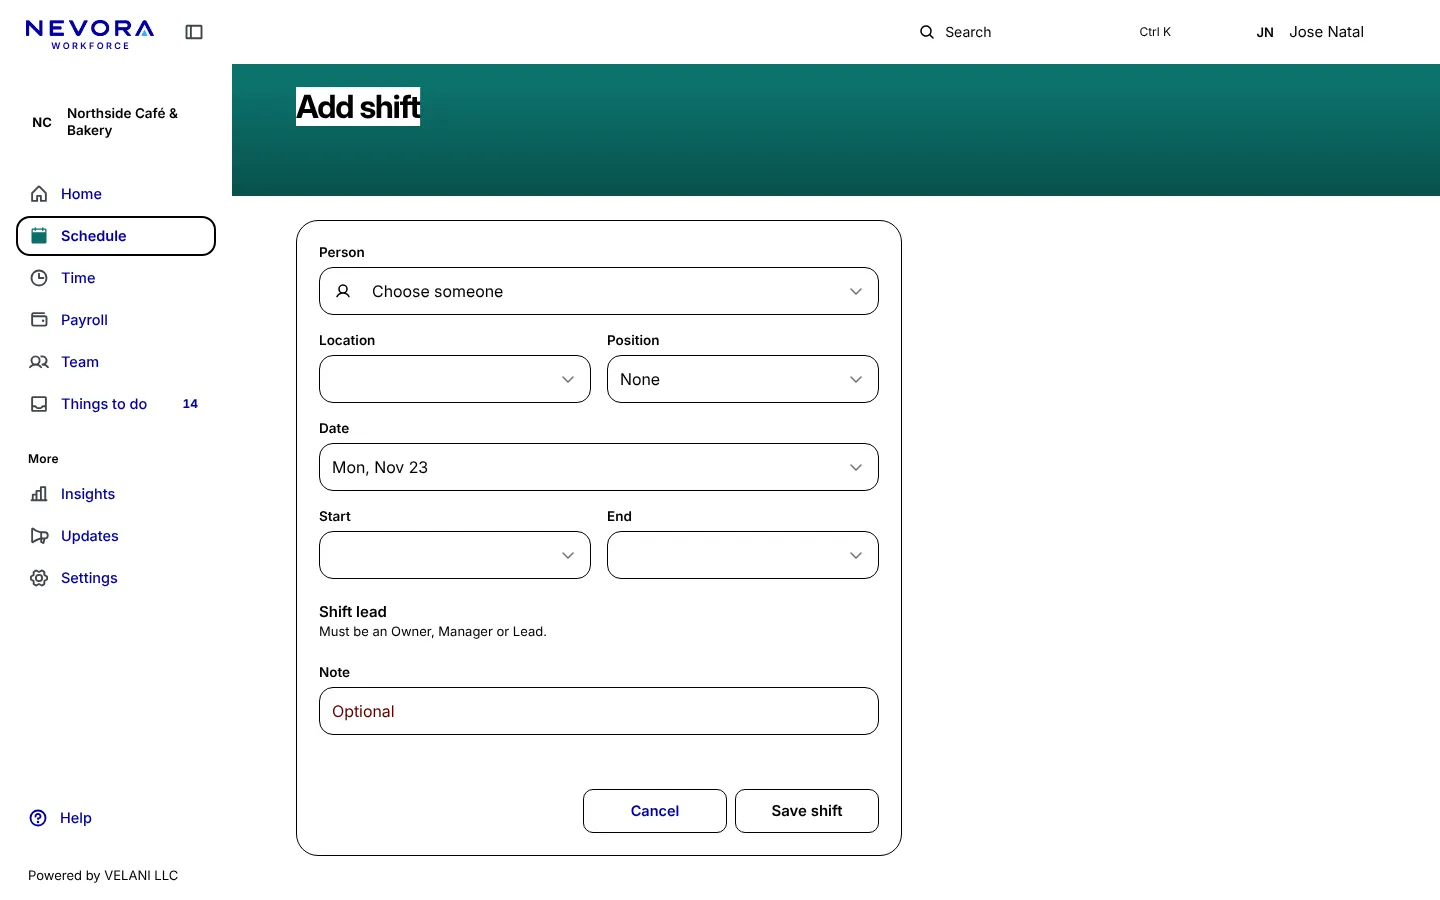 NEVORA
WORKFORCE
Search
Ctrl K
JN
Jose Natal
NC
Northside Café &
Bakery
Home
Schedule
Time
Payroll
Team
Things to do
14
More
Insights
Updates
Settings
Help
Powered by VELANI LLC
Add shift
Person
Choose someone
Location
Position
None
Date
Mon, Nov 23
Start
End
Shift lead
Must be an Owner, Manager or Lead.
Note
Optional
Cancel
Save shift